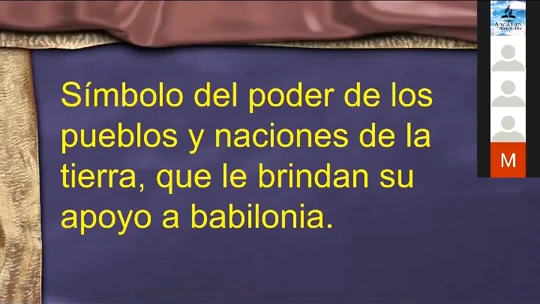 Símbolo del poder de los
pueblos y naciones de la
tierra, que le brindan su
apoyo a babilonia.
M